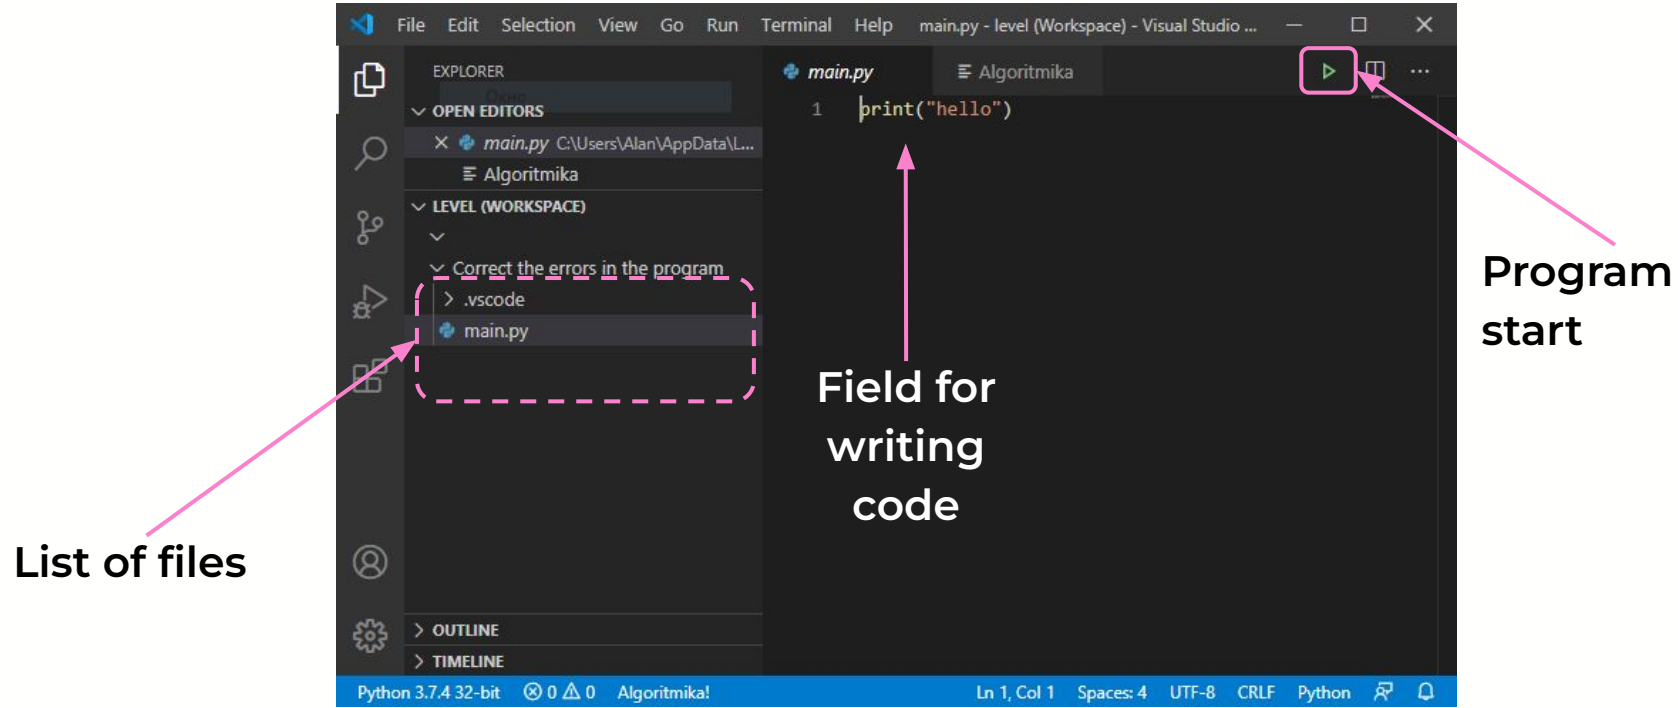 File Edit Selection View Go Run Terminal Help main.py - level (Workspace) - Visual Studio ...
EXPLORER
OPEN EDITORS
main.py C:\Users\Alan\AppData\L...
Algoritmika
LEVEL (WORKSPACE)
Correct the errors in the program
.vscode
main.py
OUTLINE
TIMELINE
main.py Algoritmika
1 print("hello")
Field for
writing
code
Program
start
List of files
Python 3.7.4 32-bit 0 0 Algoritmika! Ln 1, Col 1 Spaces: 4 UTF-8 CRLF Python